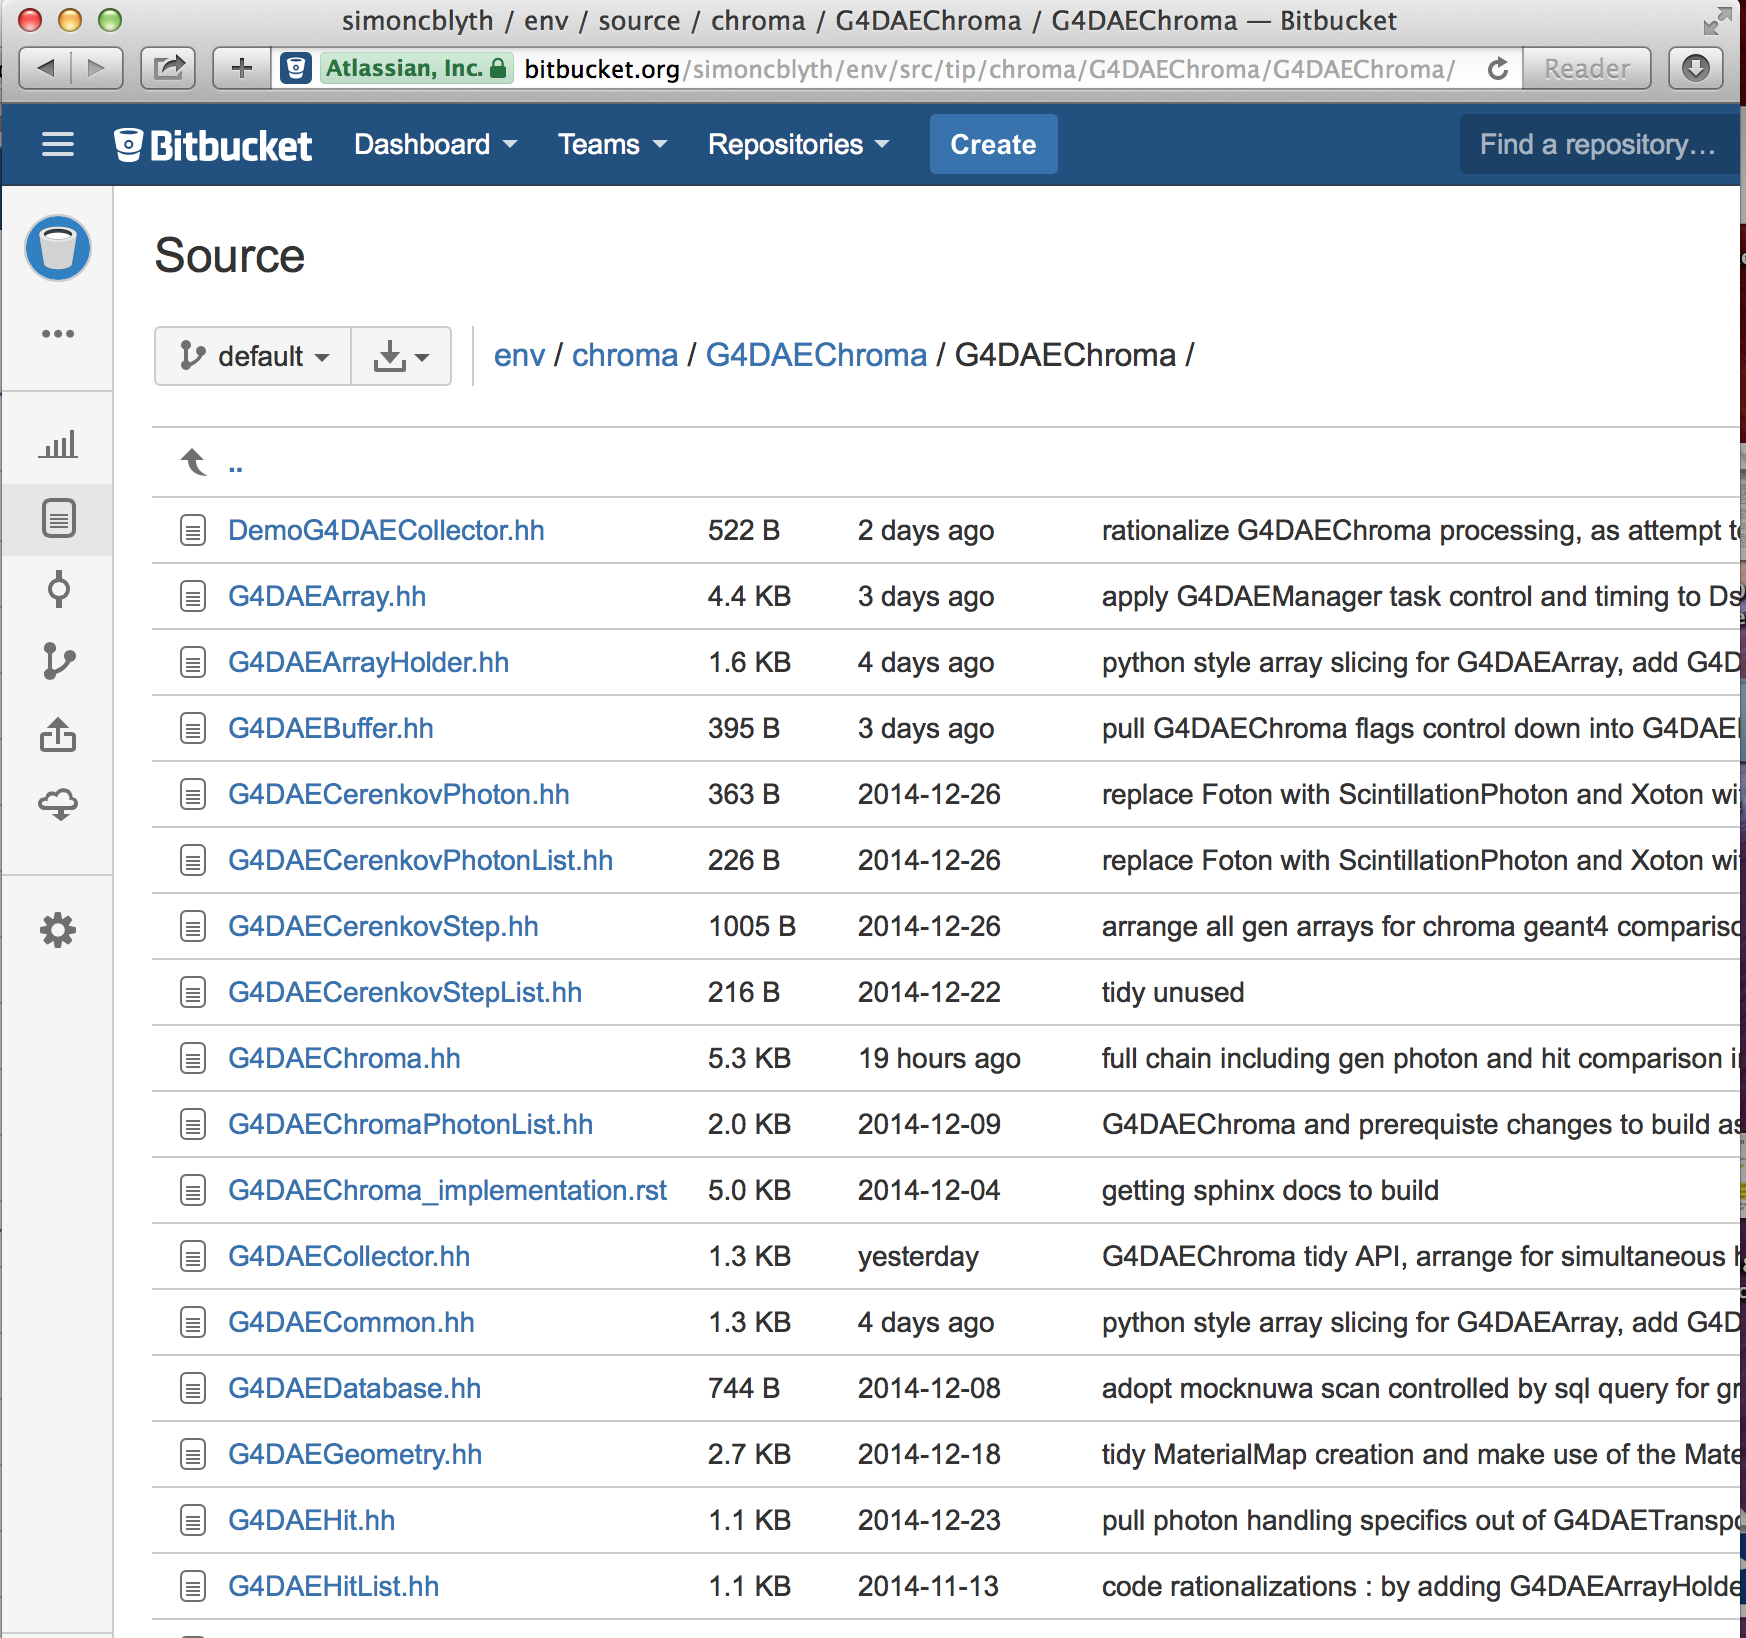 simoncblyth / env / source / chroma / G4DAEChroma / G4DAEChroma — Bitbucket
Atlassian, Inc. bitbucket.org/simoncblyth/env/src/tip/chroma/G4DAEChroma/G4DAEChroma/ Reader
Bitbucket Dashboard Teams Repositories Create Find a repository...
Source
default env / chroma / G4DAEChroma / G4DAEChroma /
..
DemoG4DAECollector.hh 522 B 2 days ago rationalize G4DAEChroma processing, as attempt t
G4DAEArray.hh 4.4 KB 3 days ago apply G4DAEManager task control and timing to Ds
G4DAEArrayHolder.hh 1.6 KB 4 days ago python style array slicing for G4DAEArray, add G4D
G4DAEBuffer.hh 395 B 3 days ago pull G4DAEChroma flags control down into G4DAE
G4DAECerenkovPhoton.hh 363 B 2014-12-26 replace Foton with ScintillationPhoton and Xoton wi
G4DAECerenkovPhotonList.hh 226 B 2014-12-26 replace Foton with ScintillationPhoton and Xoton wi
G4DAECerenkovStep.hh 1005 B 2014-12-26 arrange all gen arrays for chroma geant4 comparisc
G4DAECerenkovStepList.hh 216 B 2014-12-22 tidy unused
G4DAEChroma.hh 5.3 KB 19 hours ago full chain including gen photon and hit comparison i
G4DAEChromaPhotonList.hh 2.0 KB 2014-12-09 G4DAEChroma and prerequiste changes to build as
G4DAEChroma_implementation.rst 5.0 KB 2014-12-04 getting sphinx docs to build
G4DAECollector.hh 1.3 KB yesterday G4DAEChroma tidy API, arrange for simultaneous h
G4DAECommon.hh 1.3 KB 4 days ago python style array slicing for G4DAEArray, add G4D
G4DAEDatabase.hh 744 B 2014-12-08 adopt mocknuwa scan controlled by sql query for gr
G4DAEGeometry.hh 2.7 KB 2014-12-18 tidy MaterialMap creation and make use of the Mate
G4DAEHit.hh 1.1 KB 2014-12-23 pull photon handling specifics out of G4DAETranspo
G4DAEHitList.hh 1.1 KB 2014-11-13 code rationalizations : by adding G4DAEArrayHolde